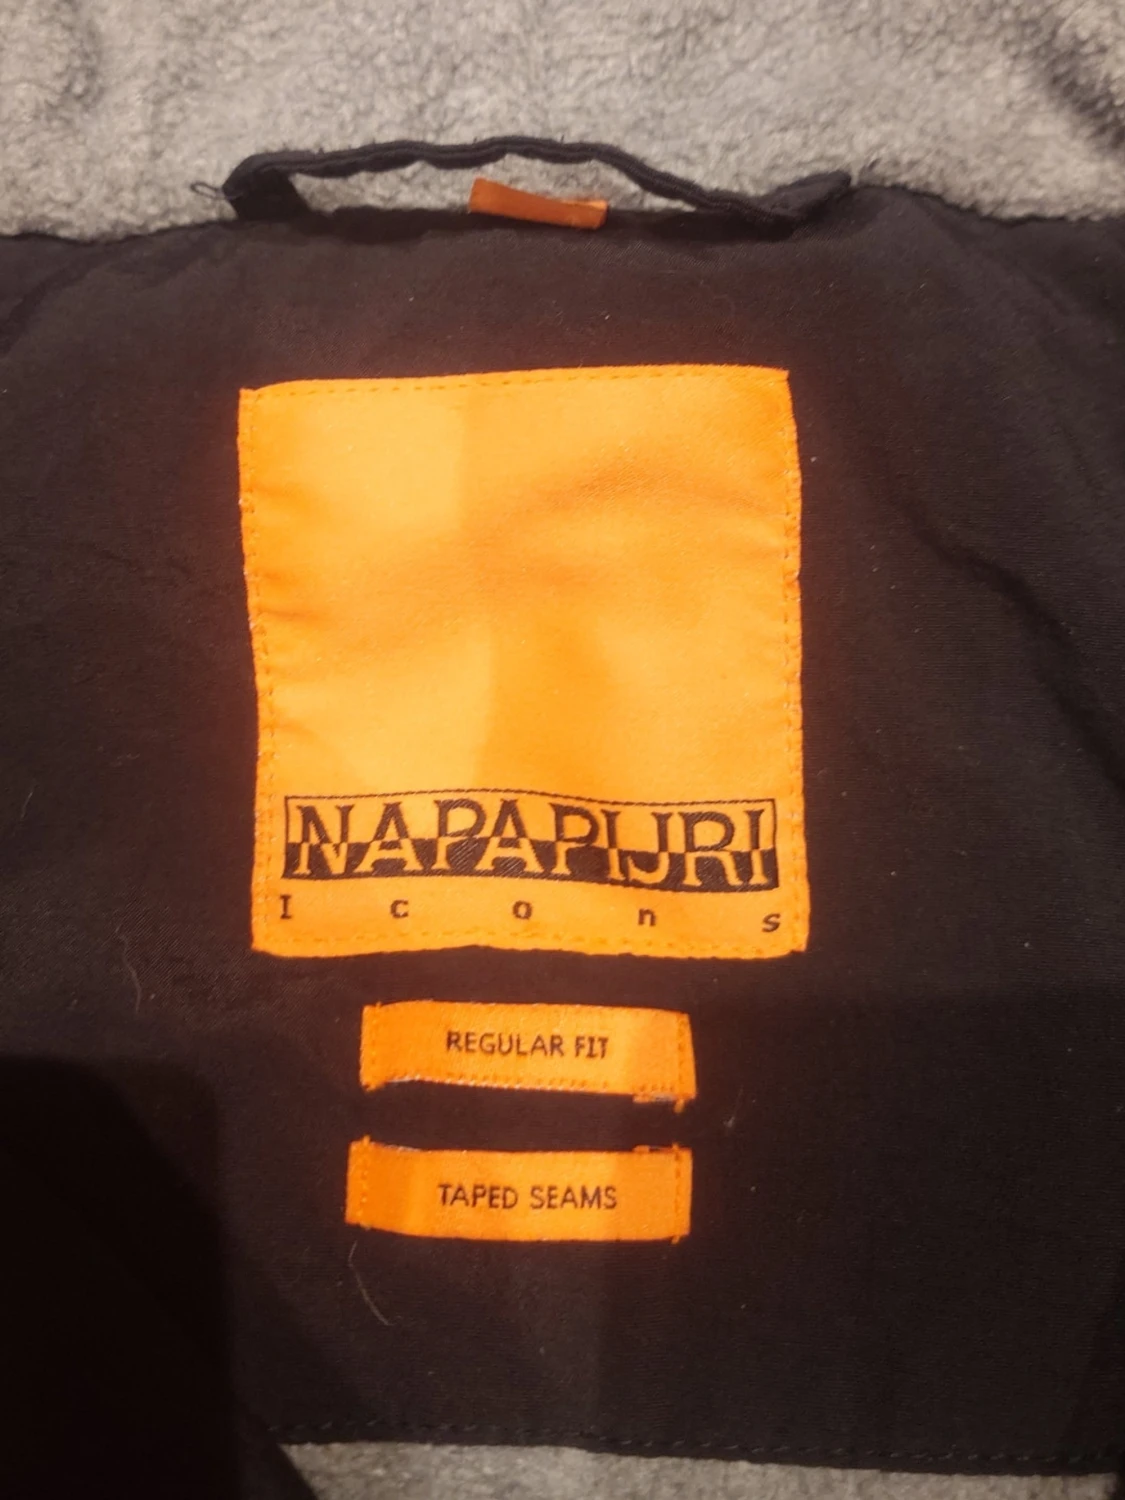 NAPAPIJRI
Icons
REGULAR FIT
TAPED SEAMS